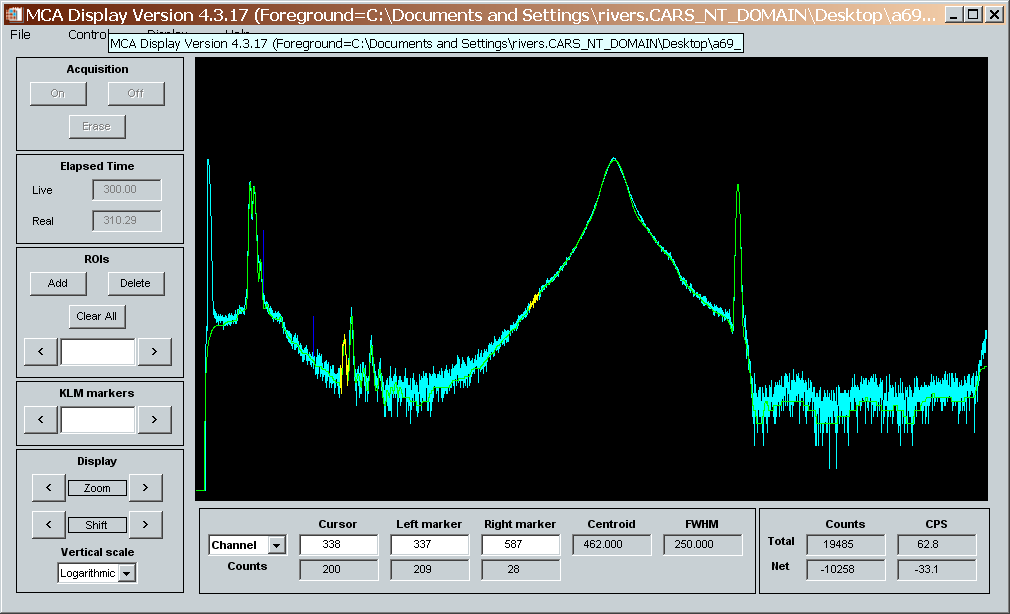 MCA Display Version 4.3.17 (Foreground=C:\Documents and Settings\rivers.CARS_NT_DOMAIN\Desktop\a69...
File Control
MCA Display Version 4.3.17 (Foreground=C:\Documents and Settings\rivers.CARS_NT_DOMAIN\Desktop\a69_
Acquisition
On Off
Erase
Elapsed Time
Live 300.00
Real 310.29
ROIs
Add Delete
Clear All
< >
KLM markers
< >
Display
< Zoom >
< Shift >
Vertical scale
Logarithmic
Cursor Left marker Right marker Centroid FWHM
Channel 338 337 587 462.000 250.000
Counts 200 209 28
Counts CPS
Total 19485 62.8
Net -10258 -33.1